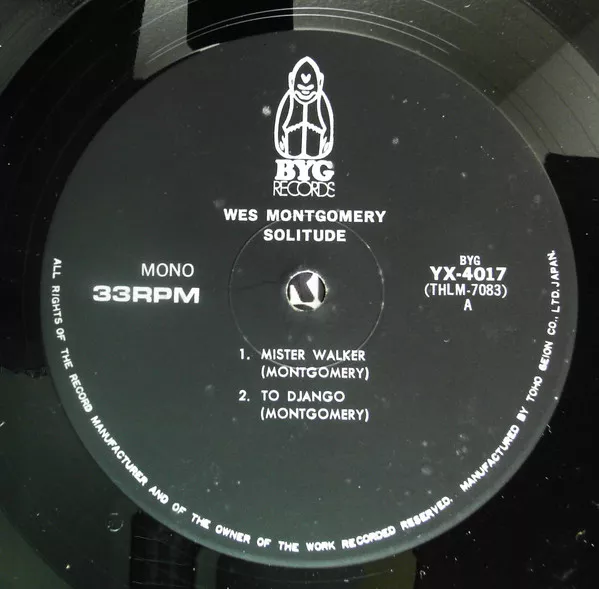 BYG
RECORDS
WES MONTGOMERY
SOLITUDE
MONO
33RPM
BYG
YX-4017
(THLM-7083)
A
1. MISTER WALKER
(MONTGOMERY)
2. TO DJANGO
(MONTGOMERY)
ALL RIGHTS OF THE RECORD MANUFACTURER AND OF THE OWNER OF THE WORK RECORDED RESERVED. MANUFACTURED BY TOHO SEION CO., LTD. JAPAN.